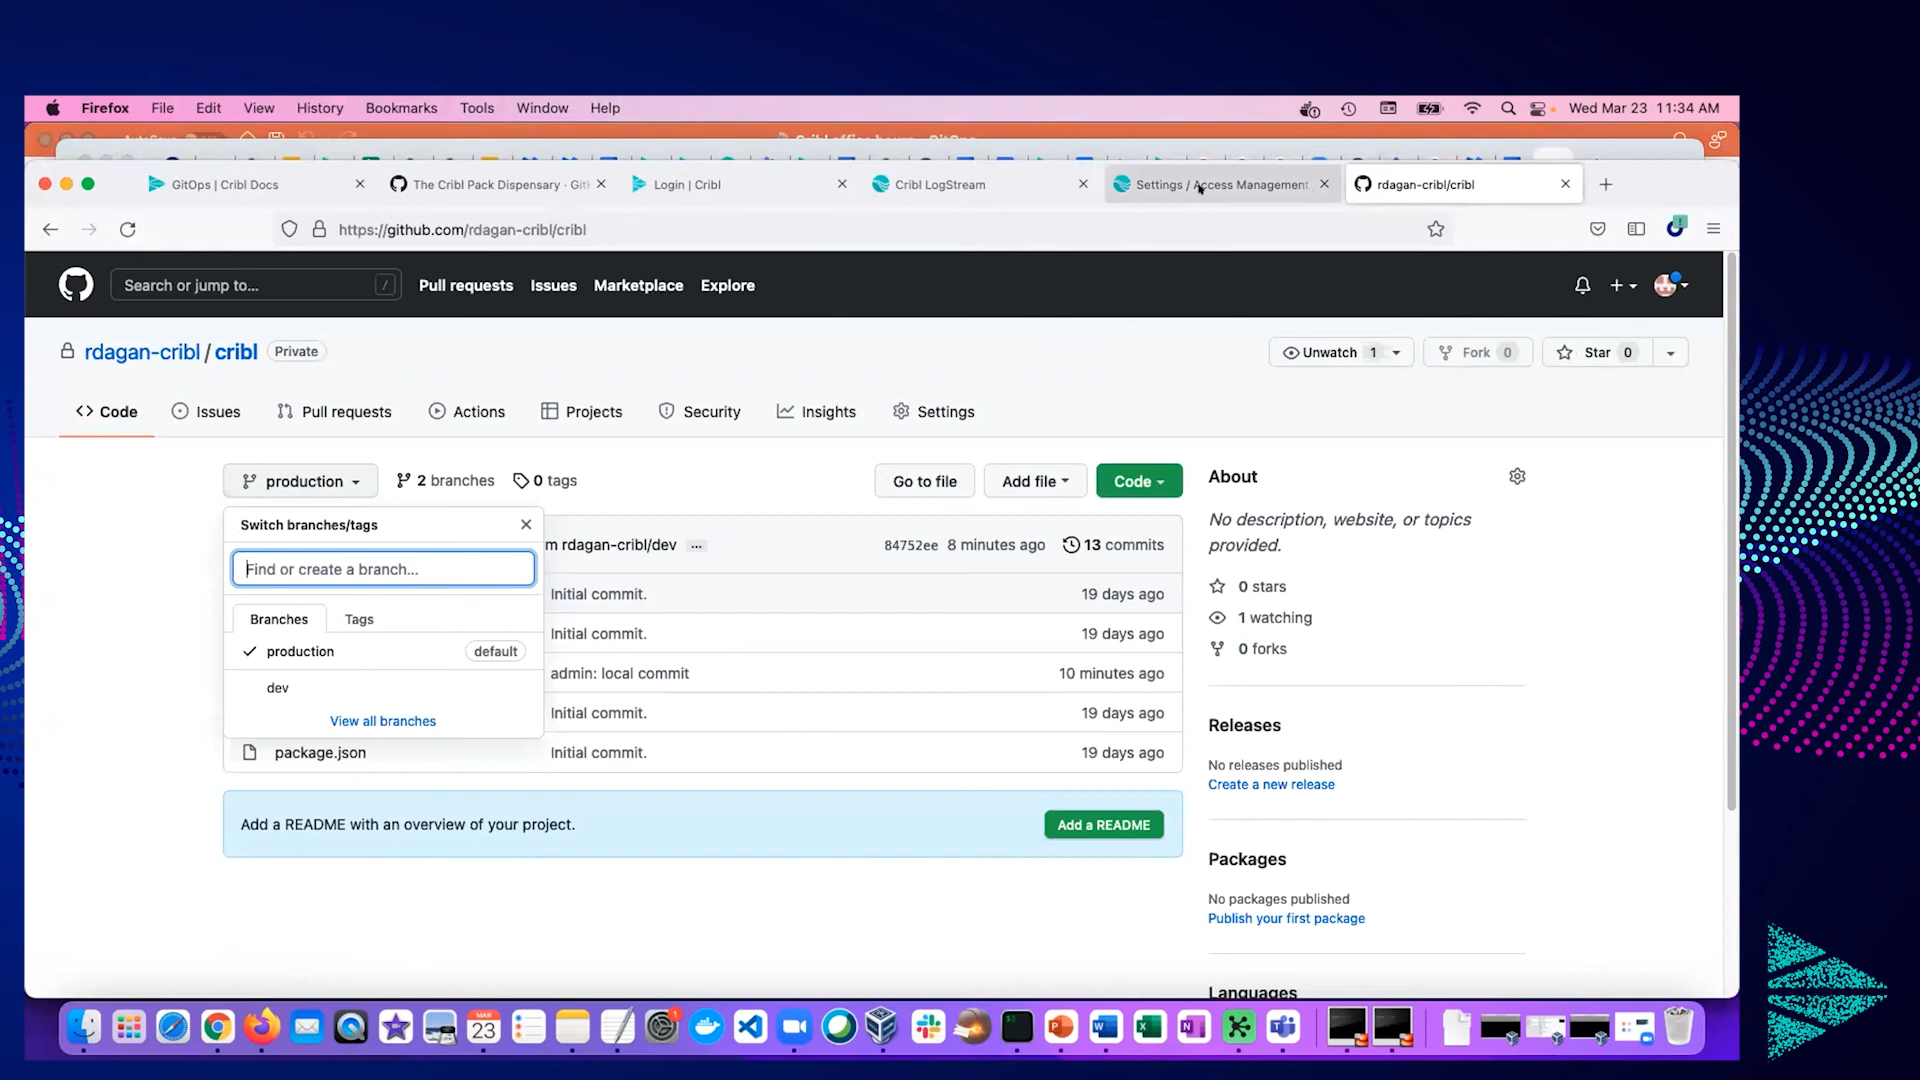 Firefox File Edit View History Bookmarks Tools Window Help
Wed Mar 23 11:34 AM
GitOps | Cribl Docs
The Cribl Pack Dispensary · Git
Login | Cribl
Cribl LogStream
Settings / Access Management
rdagan-cribl/cribl
https://github.com/rdagan-cribl/cribl
Search or jump to... /
Pull requests Issues Marketplace Explore
rdagan-cribl / cribl Private
Unwatch 1
Fork 0
Star 0
Code Issues Pull requests Actions Projects Security Insights Settings
production 2 branches 0 tags
Go to file Add file Code
Switch branches/tags
Find or create a branch...
Branches Tags
production default
dev
View all branches
m rdagan-cribl/dev ... 84752ee 8 minutes ago 13 commits
Initial commit. 19 days ago
Initial commit. 19 days ago
admin: local commit 10 minutes ago
Initial commit. 19 days ago
package.json Initial commit. 19 days ago
Add a README with an overview of your project. Add a README
About
No description, website, or topics
provided.
0 stars
1 watching
0 forks
Releases
No releases published
Create a new release
Packages
No packages published
Publish your first package
Languages
MAR
23
1